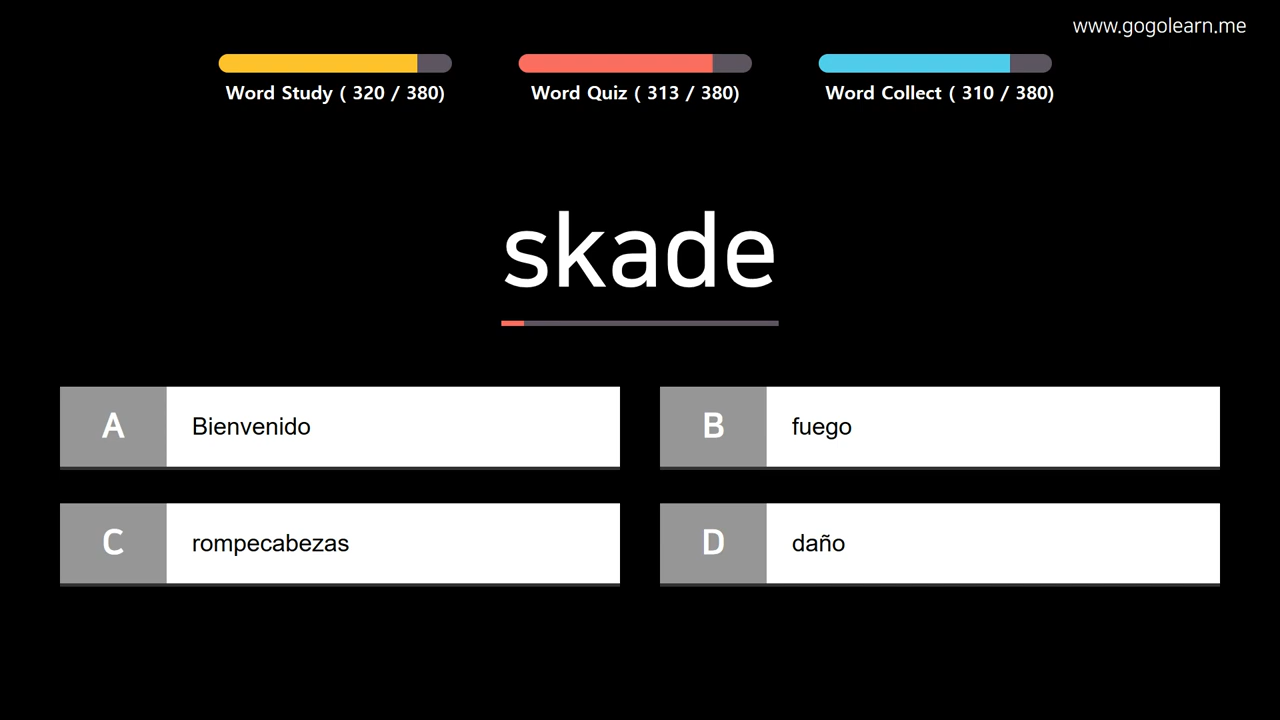 www.gogolearn.me
Word Study ( 320 / 380)
Word Quiz ( 313 / 380)
Word Collect ( 310 / 380)
skade
A Bienvenido
B fuego
C rompecabezas
D daño